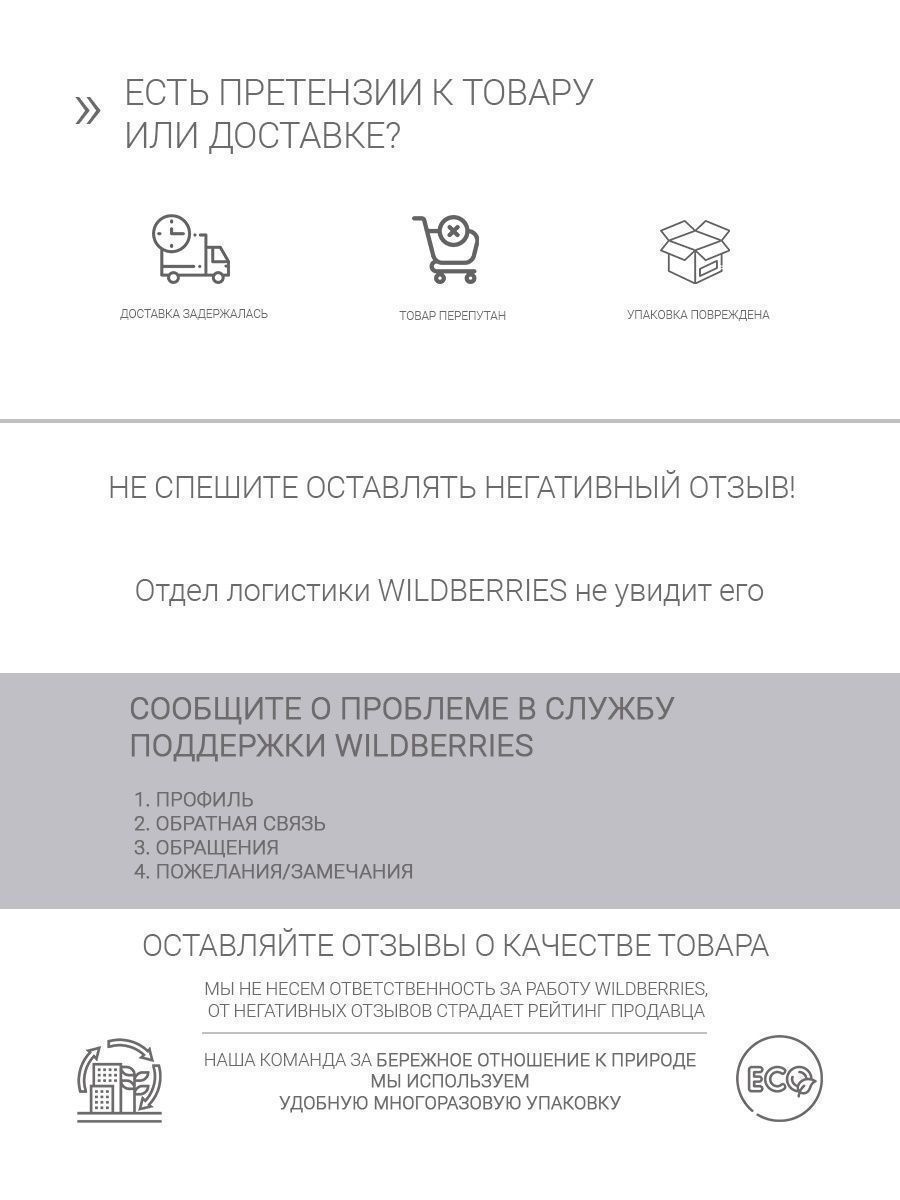 » ЕСТЬ ПРЕТЕНЗИИ К ТОВАРУ
ИЛИ ДОСТАВКЕ?
ДОСТАВКА ЗАДЕРЖАЛАСЬ
ТОВАР ПЕРЕПУТАН
УПАКОВКА ПОВРЕЖДЕНА
НЕ СПЕШИТЕ ОСТАВЛЯТЬ НЕГАТИВНЫЙ ОТЗЫВ!
Отдел логистики WILDBERRIES не увидит его
СООБЩИТЕ О ПРОБЛЕМЕ В СЛУЖБУ
ПОДДЕРЖКИ WILDBERRIES
1. ПРОФИЛЬ
2. ОБРАТНАЯ СВЯЗЬ
3. ОБРАЩЕНИЯ
4. ПОЖЕЛАНИЯ/ЗАМЕЧАНИЯ
ОСТАВЛЯЙТЕ ОТЗЫВЫ О КАЧЕСТВЕ ТОВАРА
МЫ НЕ НЕСЕМ ОТВЕТСТВЕННОСТЬ ЗА РАБОТУ WILDBERRIES,
ОТ НЕГАТИВНЫХ ОТЗЫВОВ СТРАДАЕТ РЕЙТИНГ ПРОДАВЦА
НАША КОМАНДА ЗА БЕРЕЖНОЕ ОТНОШЕНИЕ К ПРИРОДЕ
МЫ ИСПОЛЬЗУЕМ
УДОБНУЮ МНОГОРАЗОВУЮ УПАКОВКУ
ECO